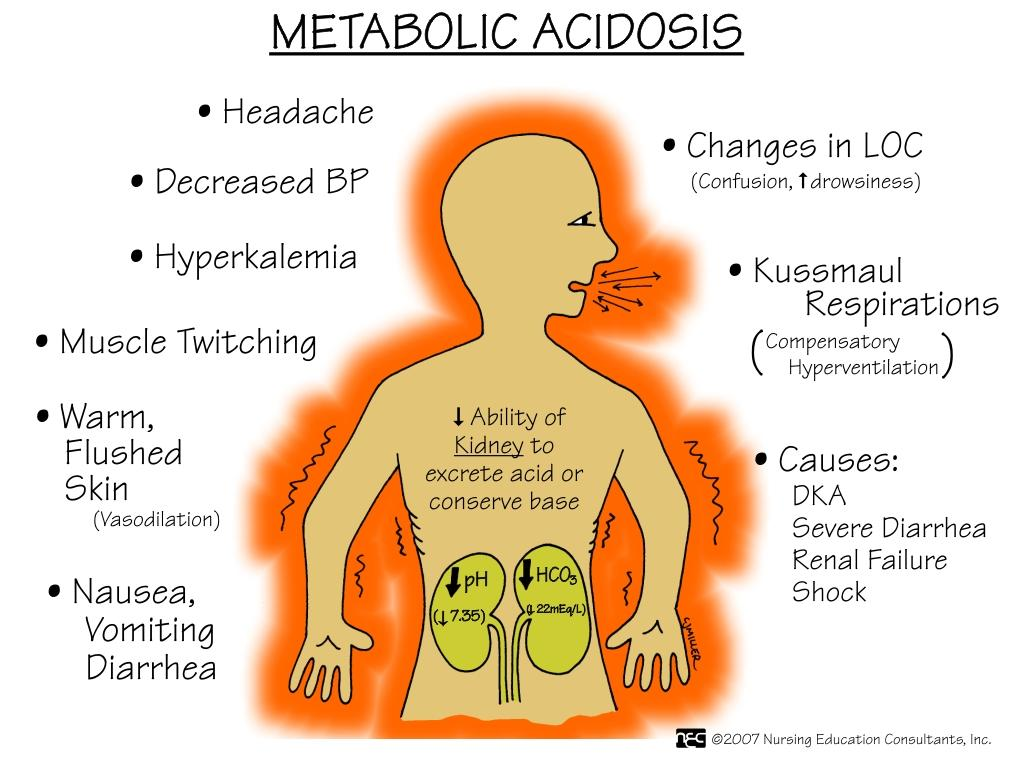 METABOLIC ACIDOSIS
• Headache
• Decreased BP
• Hyperkalemia
• Muscle Twitching
• Warm,
Flushed
Skin
(Vasodilation)
• Nausea,
Vomiting
Diarrhea
↓ Ability of
Kidney to
excrete acid or
conserve base
↓pH
(↓7.35)
↓HCO₃
(↓22mEq/L)
• Changes in LOC
(Confusion, ↑drowsiness)
• Kussmaul
Respirations
(Compensatory
Hyperventilation)
• Causes:
DKA
Severe Diarrhea
Renal Failure
Shock
CJMILLER
nec ©2007 Nursing Education Consultants, Inc.